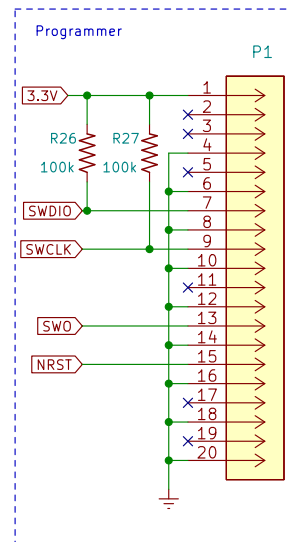 Programmer
P1
3.3V
1
2
3
R26 R27
4
100k 100k
5
6
SWDIO 7
8
SWCLK 9
10
11
12
SWO 13
14
NRST 15
16
17
18
19
20